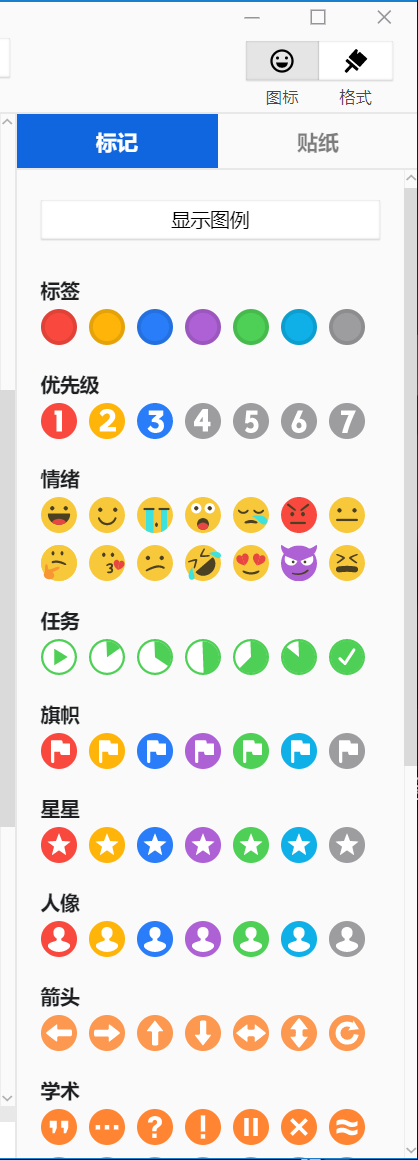 图标 格式
标记 贴纸
显示图例
标签
优先级
1 2 3 4 5 6 7
情绪
任务
旗帜
星星
人像
箭头
学术
” … ? ! × ≈